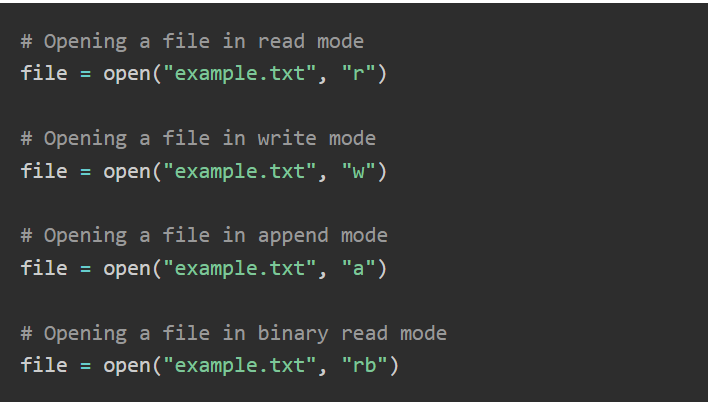 # Opening a file in read mode
file = open("example.txt", "r")
# Opening a file in write mode
file = open("example.txt", "w")
# Opening a file in append mode
file = open("example.txt", "a")
# Opening a file in binary read mode
file = open("example.txt", "rb")